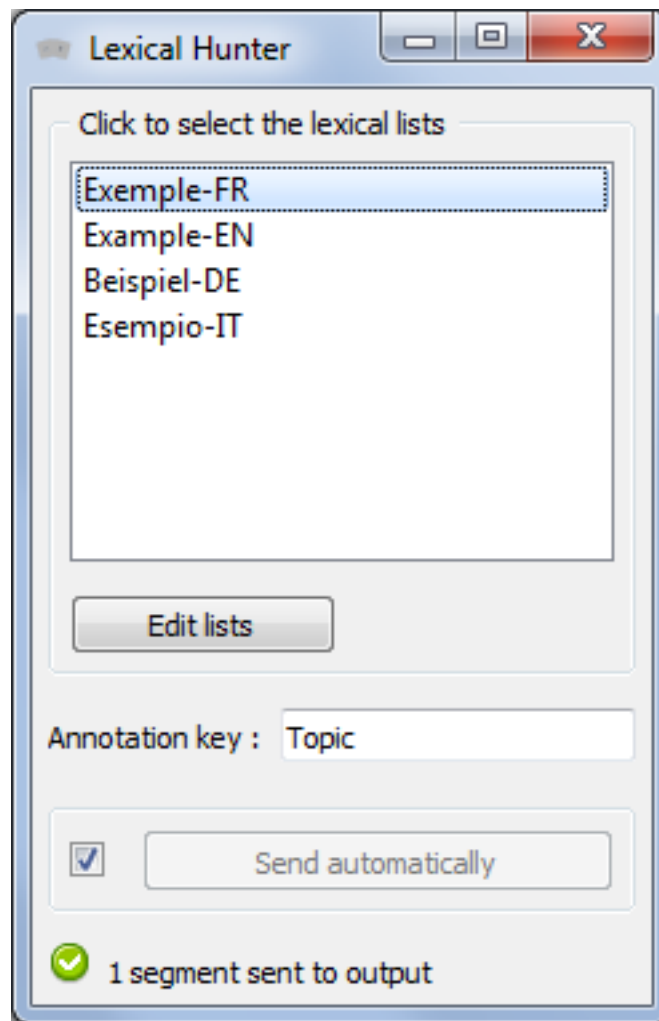 Lexical Hunter
Click to select the lexical lists
Exemple-FR
Example-EN
Beispiel-DE
Esempio-IT
Edit lists
Annotation key : Topic
Send automatically
1 segment sent to output